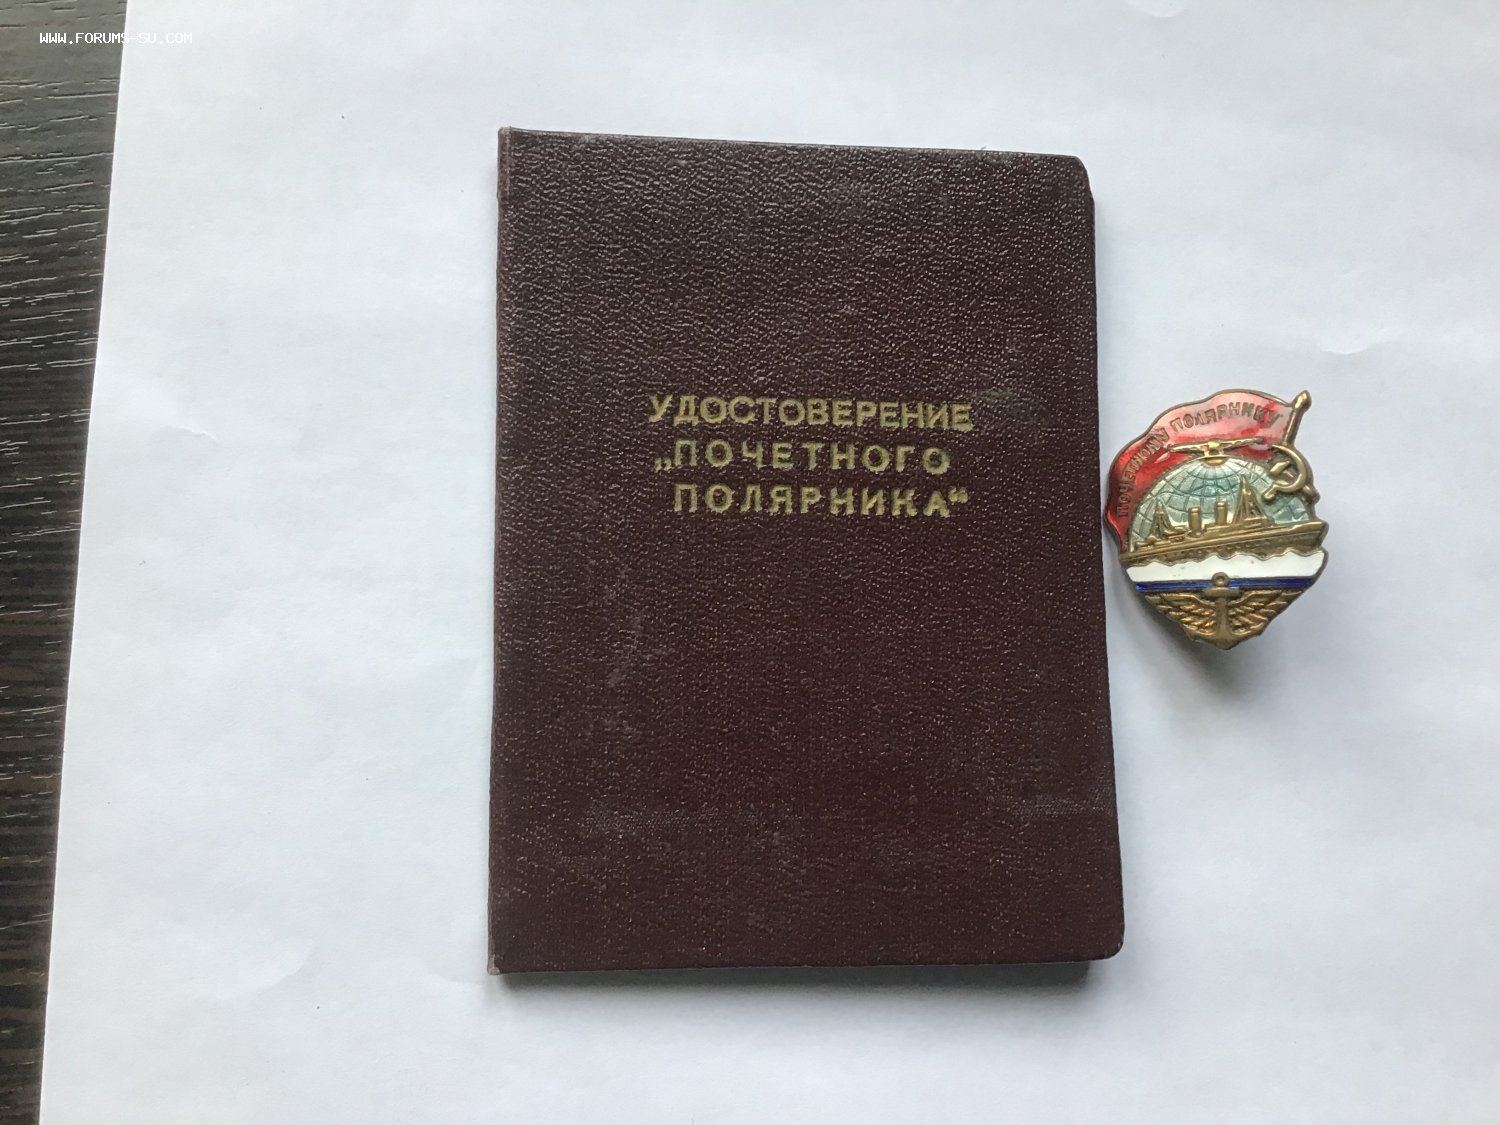 WWW.FORUMS-SU.COM
УДОСТОВЕРЕНИЕ
„ПОЧЕТНОГО
ПОЛЯРНИКА“
ПОЧЕТНОМУ ПОЛЯРНИКУ